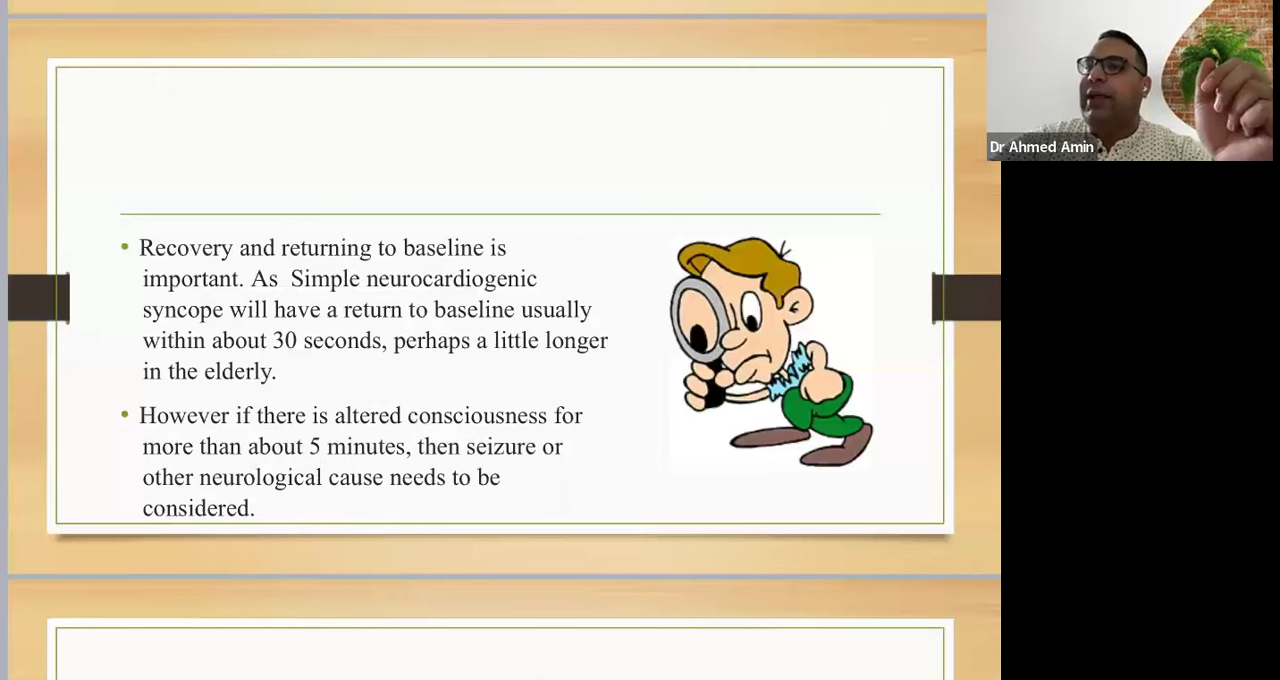 • Recovery and returning to baseline is
important. As  Simple neurocardiogenic
syncope will have a return to baseline usually
within about 30 seconds, perhaps a little longer
in the elderly.
• However if there is altered consciousness for
more than about 5 minutes, then seizure or
other neurological cause needs to be
considered.
Dr Ahmed Amin